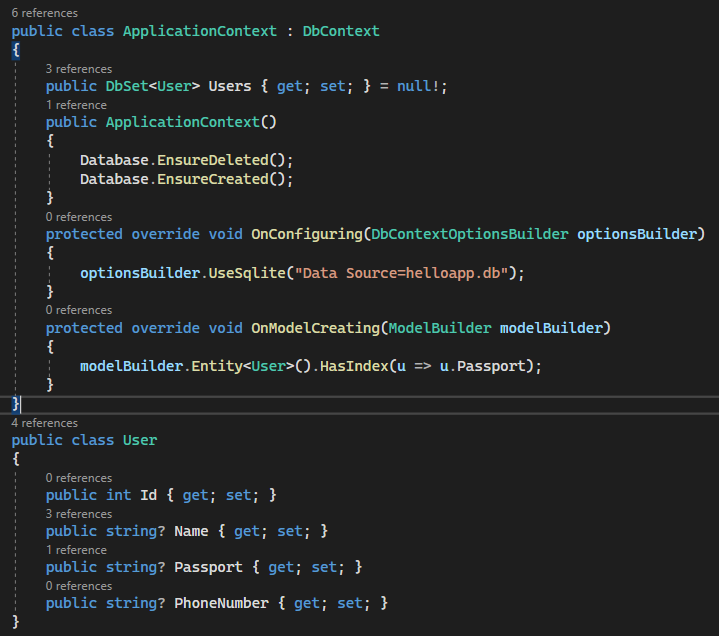 6 references
public class ApplicationContext : DbContext
{
3 references
public DbSet<User> Users { get; set; } = null!;
1 reference
public ApplicationContext()
{
Database.EnsureDeleted();
Database.EnsureCreated();
}
0 references
protected override void OnConfiguring(DbContextOptionsBuilder optionsBuilder)
{
optionsBuilder.UseSqlite("Data Source=helloapp.db");
}
0 references
protected override void OnModelCreating(ModelBuilder modelBuilder)
{
modelBuilder.Entity<User>().HasIndex(u => u.Passport);
}
}
4 references
public class User
{
0 references
public int Id { get; set; }
3 references
public string? Name { get; set; }
1 reference
public string? Passport { get; set; }
0 references
public string? PhoneNumber { get; set; }
}